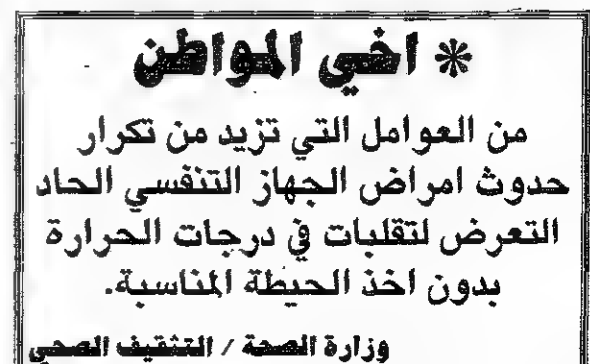 * اخي المواطن
من العوامل التي تزيد من تكرار
حدوث امراض الجهاز التنفسي الحاد
التعرض لتقلبات في درجات الحرارة
بدون اخذ الحيطة المناسبة.
وزارة الصحة / التثقيف الصحي